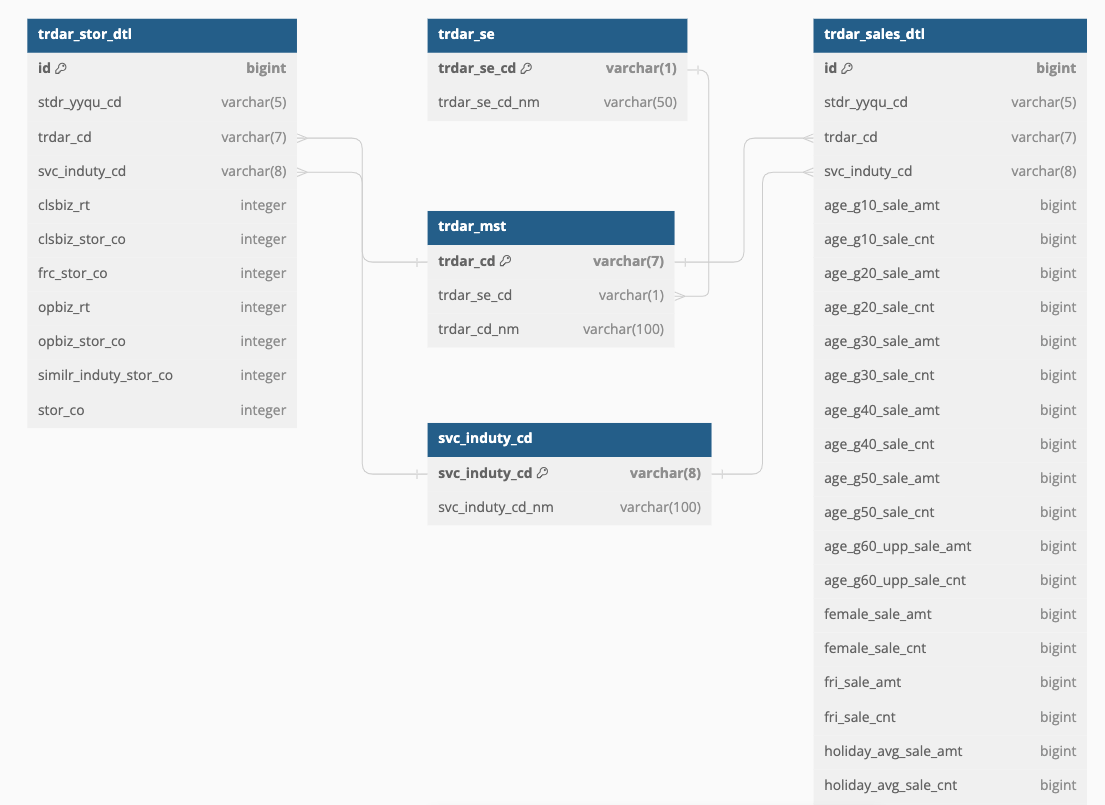 trdar_stor_dtl
id bigint
stdr_yyqu_cd varchar(5)
trdar_cd varchar(7)
svc_induty_cd varchar(8)
clsbiz_rt integer
clsbiz_stor_co integer
frc_stor_co integer
opbiz_rt integer
opbiz_stor_co integer
similr_induty_stor_co integer
stor_co integer
trdar_se
trdar_se_cd varchar(1)
trdar_se_cd_nm varchar(50)
trdar_mst
trdar_cd varchar(7)
trdar_se_cd varchar(1)
trdar_cd_nm varchar(100)
svc_induty_cd
svc_induty_cd varchar(8)
svc_induty_cd_nm varchar(100)
trdar_sales_dtl
id bigint
stdr_yyqu_cd varchar(5)
trdar_cd varchar(7)
svc_induty_cd varchar(8)
age_g10_sale_amt bigint
age_g10_sale_cnt bigint
age_g20_sale_amt bigint
age_g20_sale_cnt bigint
age_g30_sale_amt bigint
age_g30_sale_cnt bigint
age_g40_sale_amt bigint
age_g40_sale_cnt bigint
age_g50_sale_amt bigint
age_g50_sale_cnt bigint
age_g60_upp_sale_amt bigint
age_g60_upp_sale_cnt bigint
female_sale_amt bigint
female_sale_cnt bigint
fri_sale_amt bigint
fri_sale_cnt bigint
holiday_avg_sale_amt bigint
holiday_avg_sale_cnt bigint